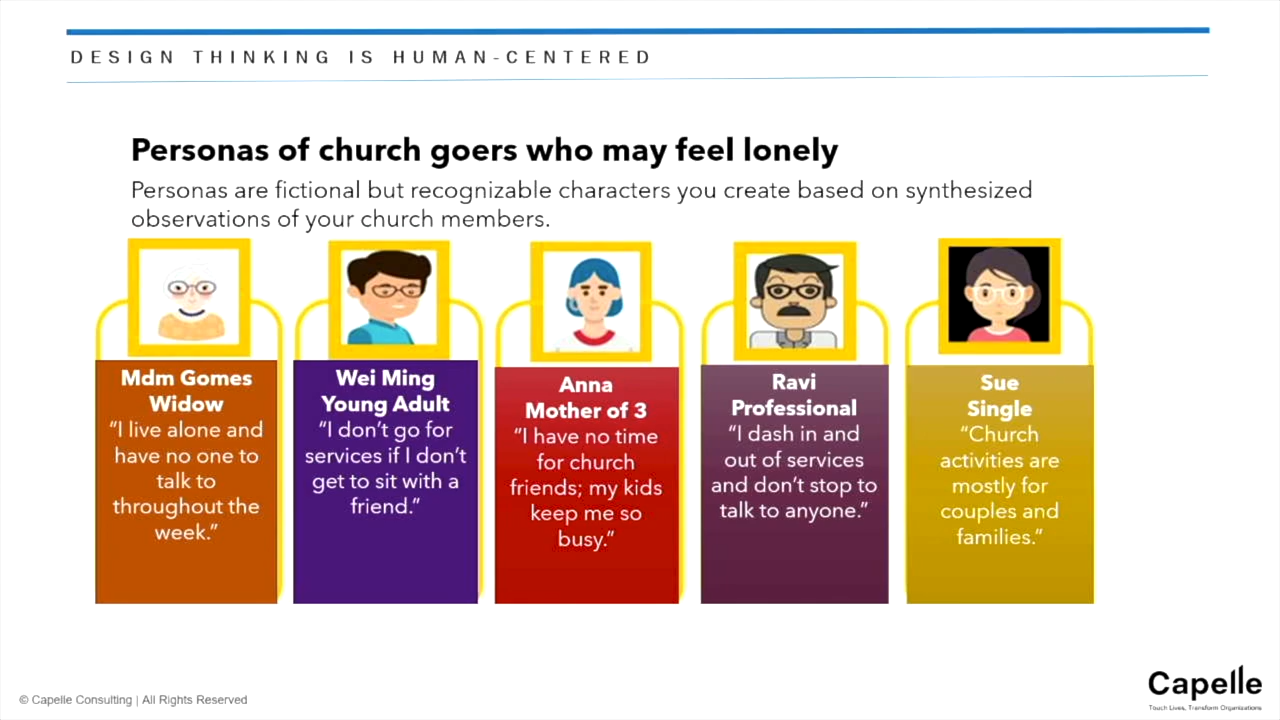 DESIGN THINKING IS HUMAN-CENTERED
Personas of church goers who may feel lonely
Personas are fictional but recognizable characters you create based on synthesized
observations of your church members.
Mdm Gomes
Widow
“I live alone and
have no one to
talk to
throughout the
week.”
Wei Ming
Young Adult
“I don’t go for
services if I don’t
get to sit with a
friend.”
Anna
Mother of 3
“I have no time
for church
friends; my kids
keep me so
busy.”
Ravi
Professional
“I dash in and
out of services
and don’t stop to
talk to anyone.”
Sue
Single
“Church
activities are
mostly for
couples and
families.”
© Capelle Consulting | All Rights Reserved
Capelle
Touch Lives, Transform Organizations